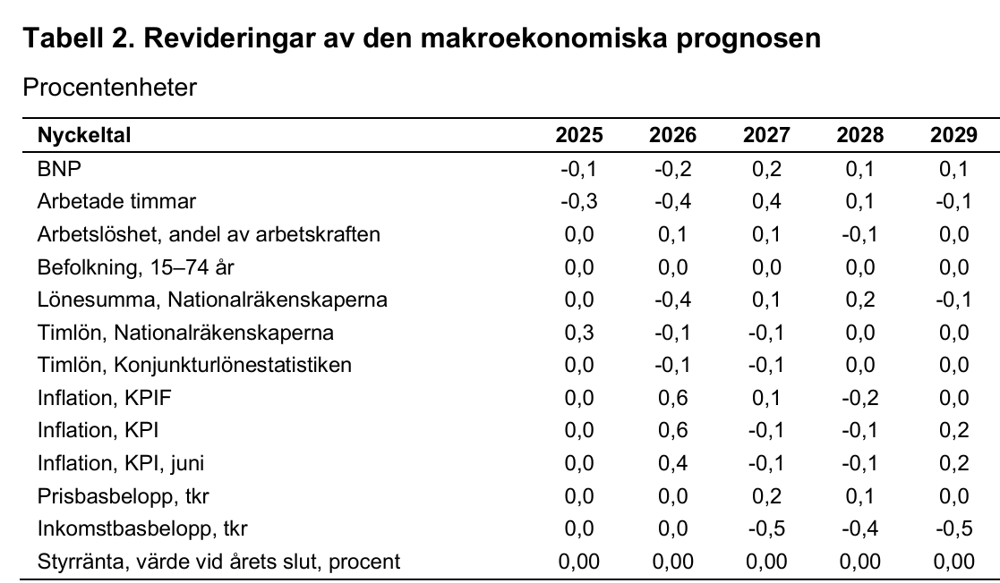 Tabell 2. Revideringar av den makroekonomiska prognosen
Procentenheter
Nyckeltal 2025 2026 2027 2028 2029
BNP -0,1 -0,2 0,2 0,1 0,1
Arbetade timmar -0,3 -0,4 0,4 0,1 -0,1
Arbetslöshet, andel av arbetskraften 0,0 0,1 0,1 -0,1 0,0
Befolkning, 15–74 år 0,0 0,0 0,0 0,0 0,0
Lönesumma, Nationalräkenskaperna 0,0 -0,4 0,1 0,2 -0,1
Timlön, Nationalräkenskaperna 0,3 -0,1 -0,1 0,0 0,0
Timlön, Konjunkturlönestatistiken 0,0 -0,1 -0,1 0,0 0,0
Inflation, KPIF 0,0 0,6 0,1 -0,2 0,0
Inflation, KPI 0,0 0,6 -0,1 -0,1 0,2
Inflation, KPI, juni 0,0 0,4 -0,1 -0,1 0,2
Prisbasbelopp, tkr 0,0 0,0 0,2 0,1 0,0
Inkomstbasbelopp, tkr 0,0 0,0 -0,5 -0,4 -0,5
Styrränta, värde vid årets slut, procent 0,00 0,00 0,00 0,00 0,00